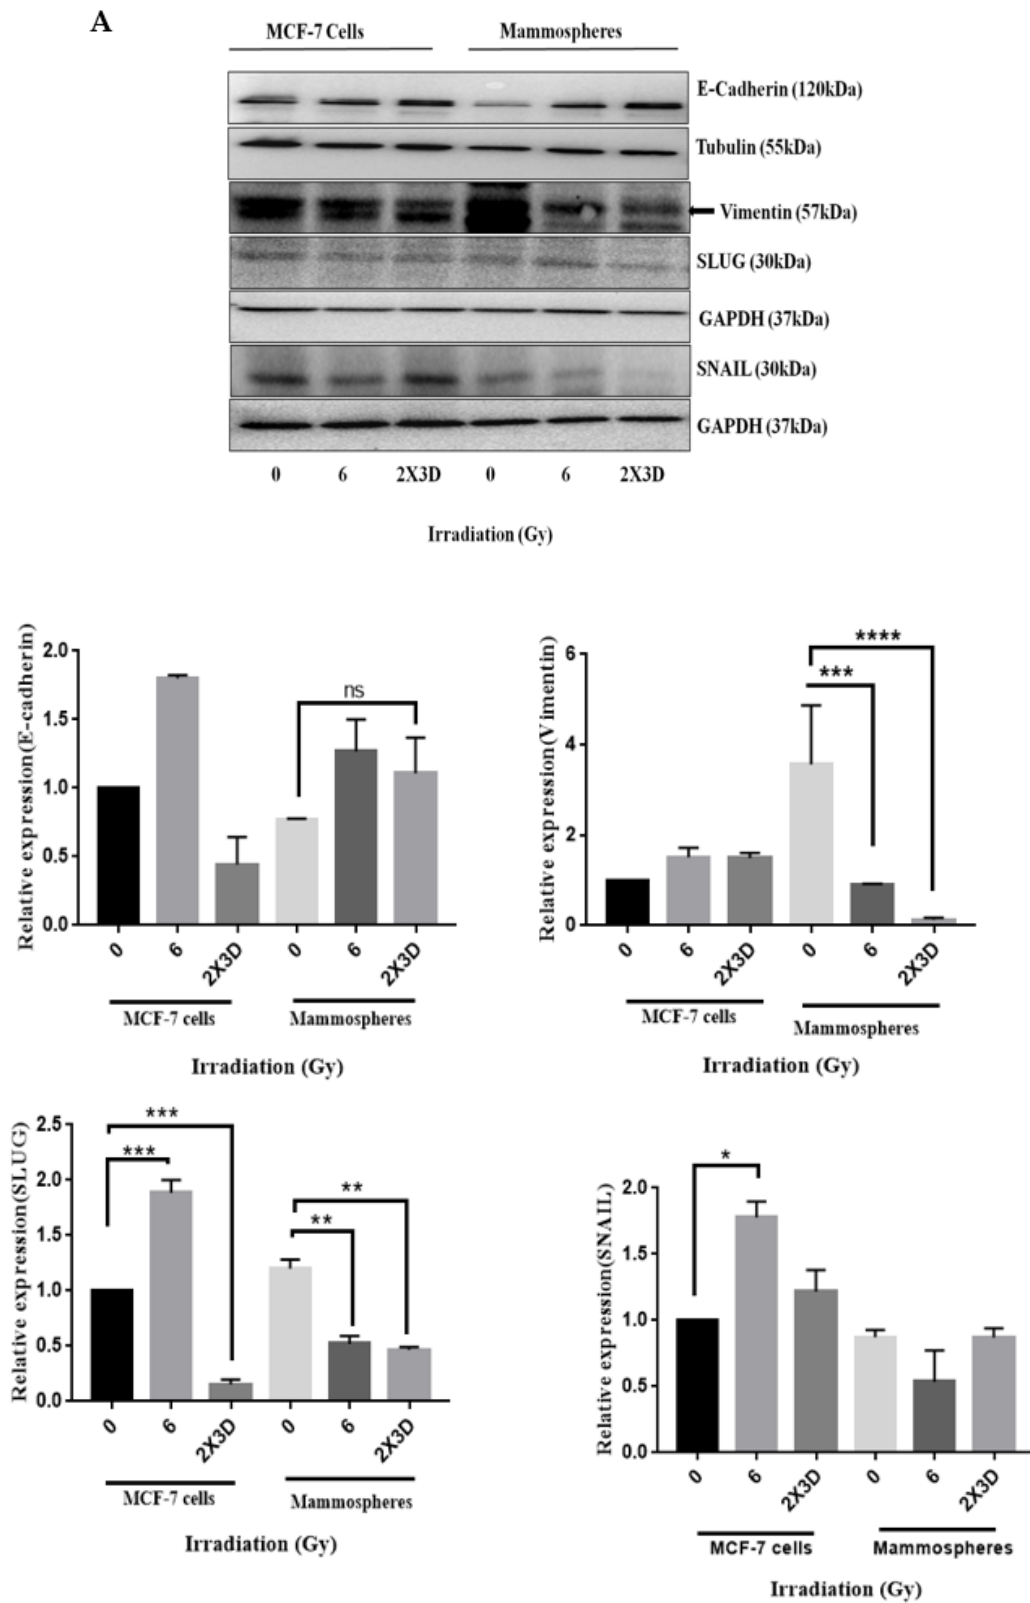 A
MCF-7 Cells Mammospheres
E-Cadherin (120kDa)
Tubulin (55kDa)
Vimentin (57kDa)
SLUG (30kDa)
GAPDH (37kDa)
SNAIL (30kDa)
GAPDH (37kDa)
0 6 2X3D 0 6 2X3D
Irradiation (Gy)
Relative expression(E-cadherin)
2.0
1.5
1.0
0.5
0.0
ns
0 6 2X3D 0 6 2X3D
MCF-7 cells Mammospheres
Irradiation (Gy)
Relative expression(Vimentin)
6
4
2
0
****
***
0 6 2X3D 0 6 2X3D
MCF-7 cells Mammospheres
Irradiation (Gy)
Relative expression(SLUG)
2.5
2.0
1.5
1.0
0.5
0.0
***
***
**
**
0 6 2X3D 0 6 2X3D
MCF-7 cells Mammospheres
Irradiation (Gy)
Relative expression(SNAIL)
2.0
1.5
1.0
0.5
0.0
*
0 6 2X3D 0 6 2X3D
MCF-7 cells Mammospheres
Irradiation (Gy)